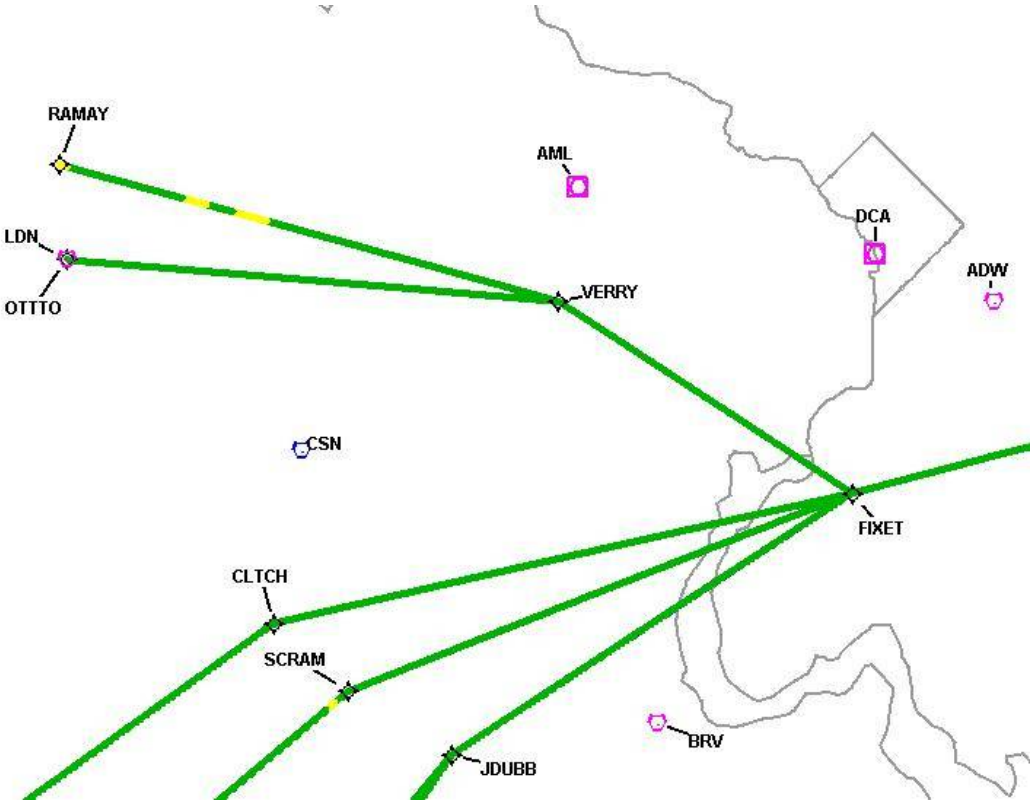 RAMAY
AML
DCA
LDN
ADW
VERRY
OTTTO
CSN
FIXET
CLTCH
SCRAM
BRV
JDUBB